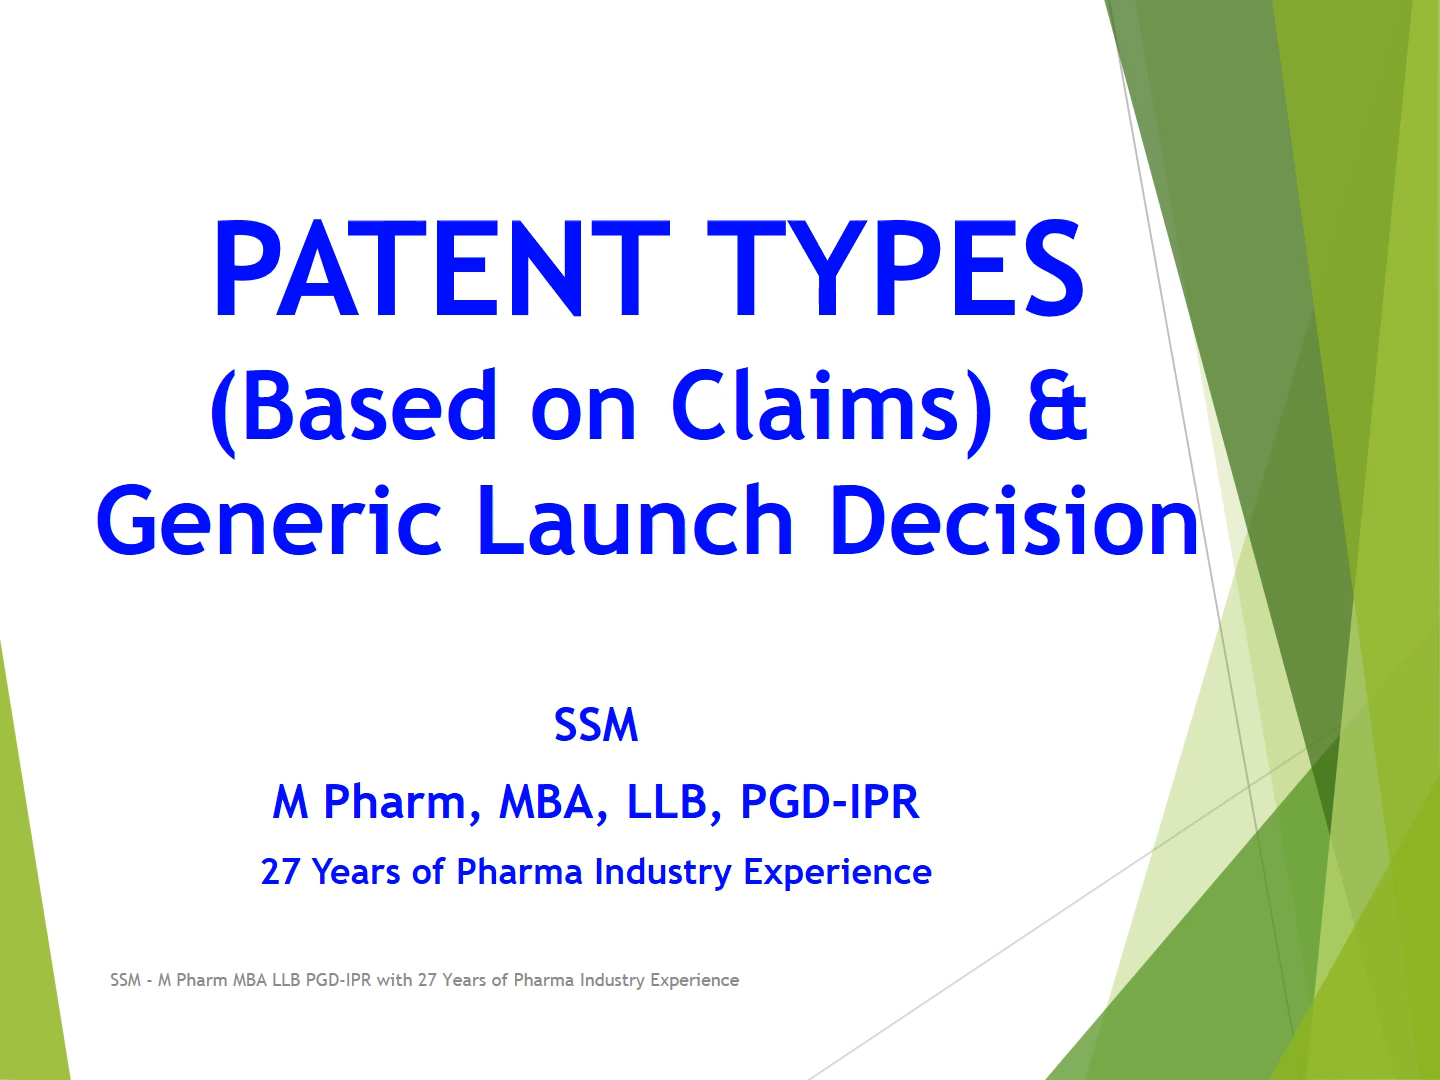 PATENT TYPES
(Based on Claims) &
Generic Launch Decision
SSM
M Pharm, MBA, LLB, PGD-IPR
27 Years of Pharma Industry Experience
SSM - M Pharm MBA LLB PGD-IPR with 27 Years of Pharma Industry Experience